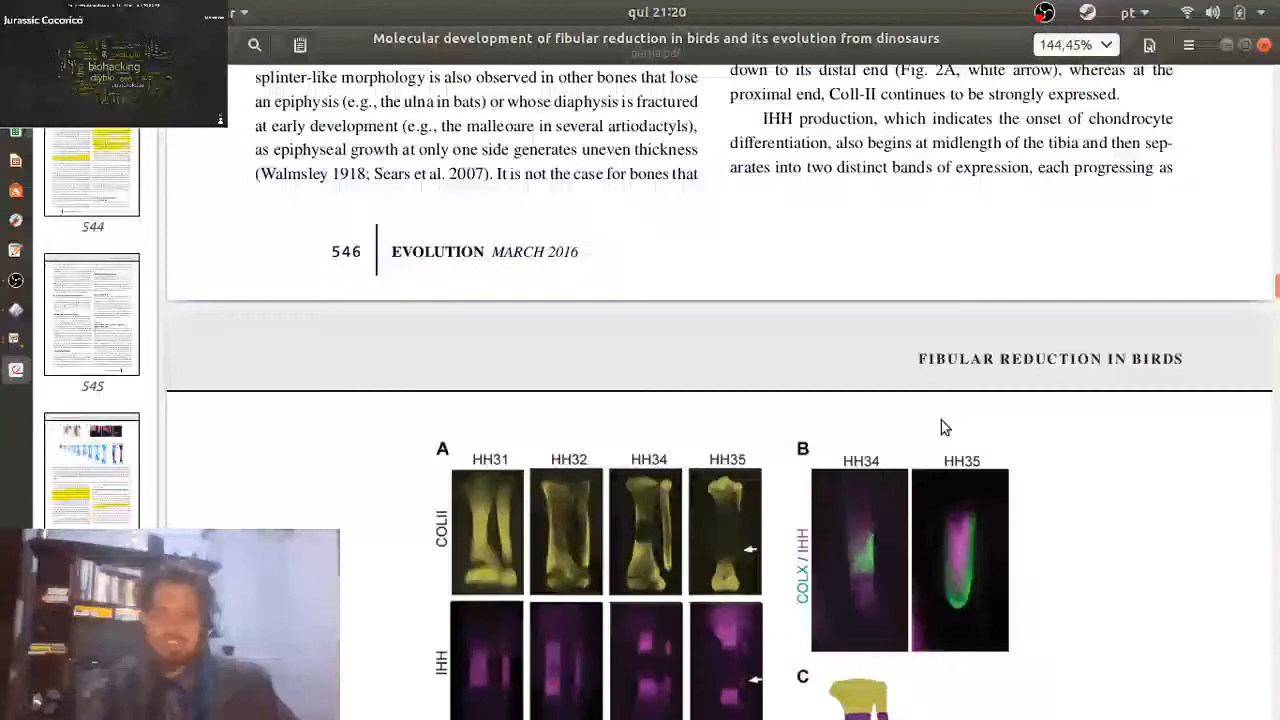 Jurassic Cocoricó
biohacking
diybio
qui 21:20
pt
Molecular development of fibular reduction in birds and its evolution from dinosaurs
144,45%
splinter-like morphology is also observed in other bones that lose
an epiphysis (e.g., the ulna in bats) or whose diaphysis is fractured
at early development (e.g., the in several artiodactyls),
as epiphyseal at only one thickness
(Walmsley 1918; Sears et al. 2007). It is not the case for bones that
down to its distal end (Fig. 2A, white arrow), whereas at the
proximal end, Coll-II continues to be strongly expressed.
IHH production, which indicates the onset of chondrocyte
also begins at midlength of the tibia and then sep-
arates into two distinct bands of expression, each progressing as
546 EVOLUTION MARCH 2016
544
545
FIBULAR REDUCTION IN BIRDS
A
HH31 HH32 HH34 HH35
COLII
IHH
B
HH34 HH35
COLX / IHH
C